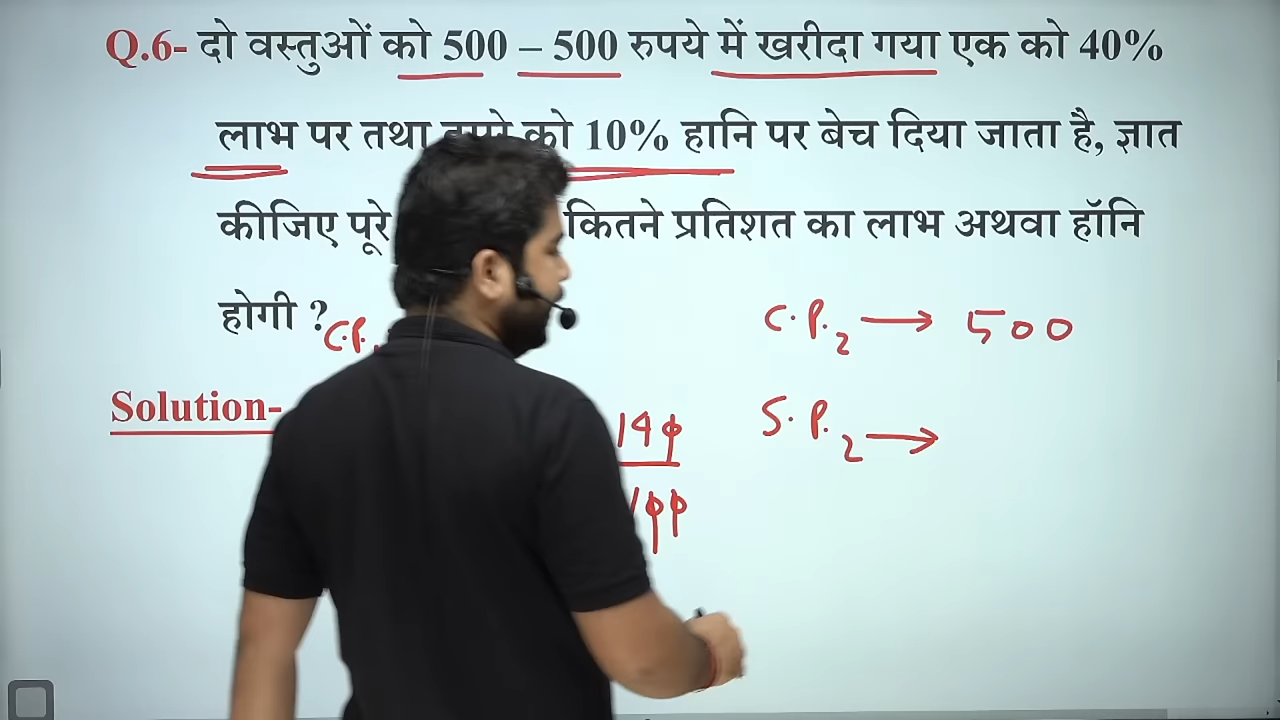 Q.6- दो वस्तुओं को 500 – 500 रुपये में खरीदा गया एक को 40%
लाभ पर तथा को 10% हानि पर बेच दिया जाता है, ज्ञात
कीजिए पूरे कितने प्रतिशत का लाभ अथवा हॉनि
होगी ?
C.P.
C.P.2 → 500
Solution-
140
S.P.2 →
100